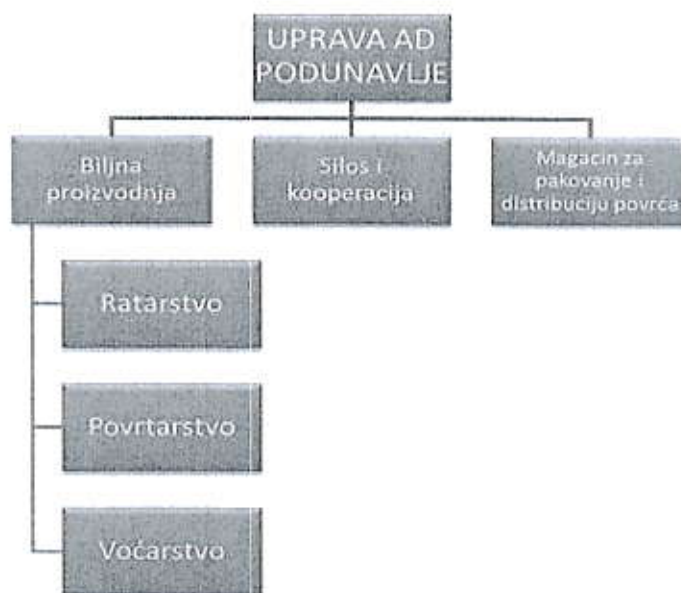 UPRAVA AD
PODUNAVLJE
Biljna
proizvodnja
Silos i
kooperacija
Magacin za
pakovanje i
distribuciju povrća
Ratarstvo
Povrtarstvo
Voćarstvo